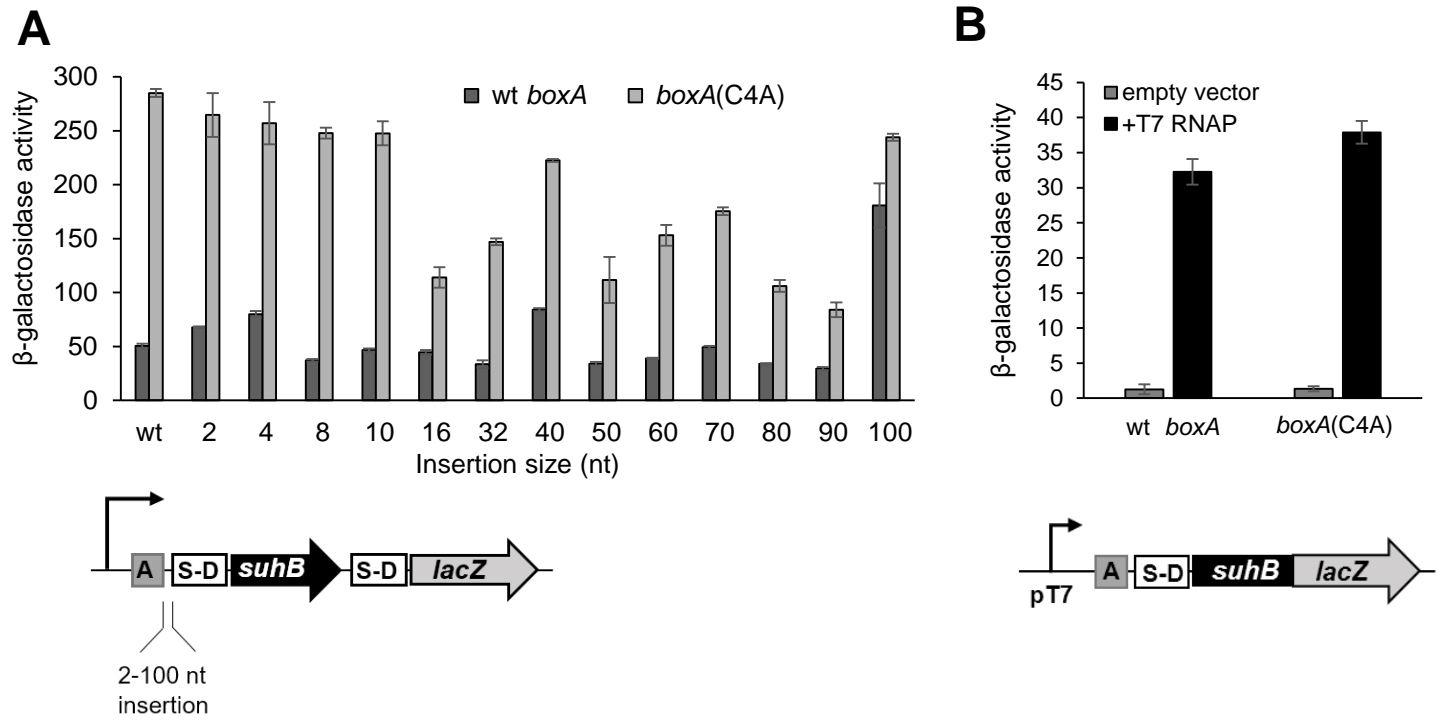 A
β-galactosidase activity
300
250
200
150
100
50
0
wt boxA
boxA(C4A)
wt 2 4 8 10 16 32 40 50 60 70 80 90 100
Insertion size (nt)
A S-D suhB S-D lacZ
2-100 nt
insertion
B
β-galactosidase activity
45
40
35
30
25
20
15
10
5
0
empty vector
+T7 RNAP
wt boxA boxA(C4A)
pT7 A S-D suhB lacZ